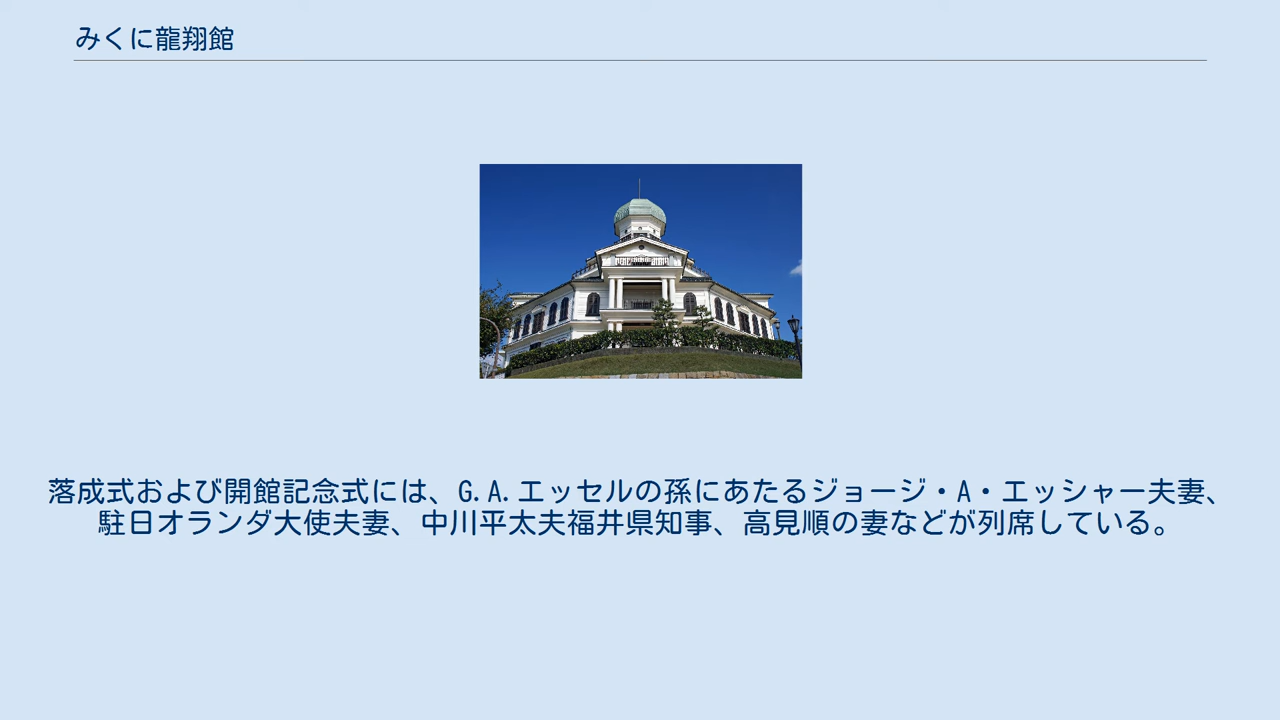 みくに龍翔館
落成式および開館記念式には、G.A.エッセルの孫にあたるジョージ・A・エッシャー夫妻、
駐日オランダ大使夫妻、中川平太夫福井県知事、高見順の妻などが列席している。